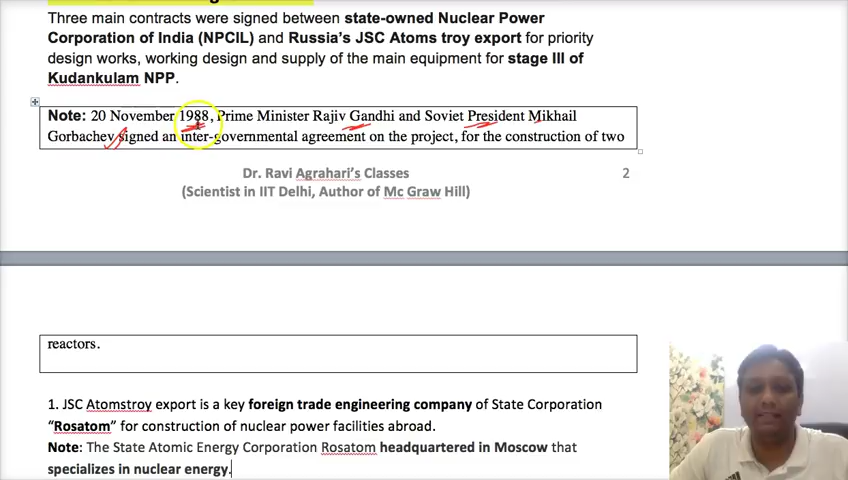 Three main contracts were signed between state-owned Nuclear Power
Corporation of India (NPCIL) and Russia's JSC Atoms troy export for priority
design works, working design and supply of the main equipment for stage III of
Kudankulam NPP.
Note: 20 November 1988, Prime Minister Rajiv Gandhi and Soviet President Mikhail
Gorbachev signed an inter-governmental agreement on the project, for the construction of two
Dr. Ravi Agrahari's Classes
2
(Scientist in IIT Delhi, Author of Mc Graw Hill)
reactors.
1. JSC Atomstroy export is a key foreign trade engineering company of State Corporation
“Rosatom” for construction of nuclear power facilities abroad.
Note: The State Atomic Energy Corporation Rosatom headquartered in Moscow that
specializes in nuclear energy.